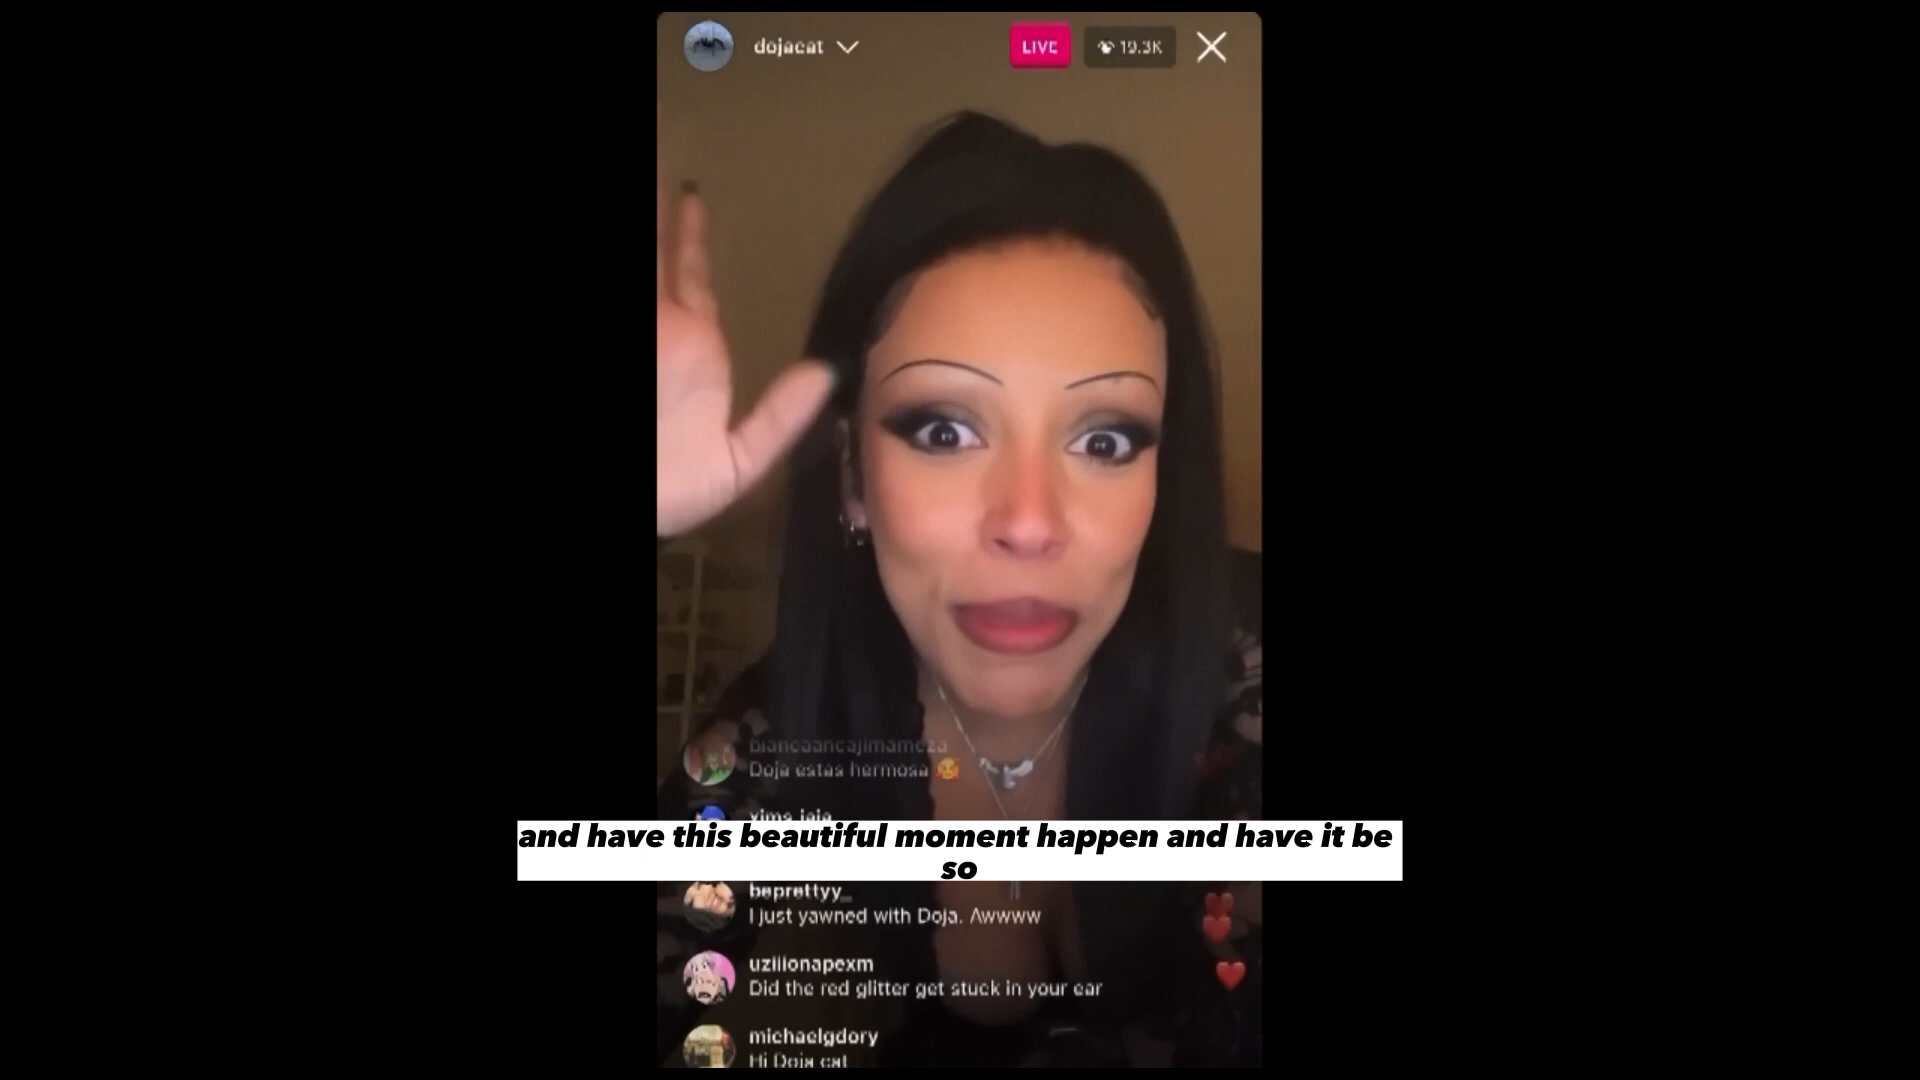 dojacat
LIVE
19.3K
biancaancajimameza
Doja estas hermosa 🥰
and have this beautiful moment happen and have it be
so
beprettyy_
I just yawned with Doja. Awwww
uzilionapexm
Did the red glitter get stuck in your ear
michaelgdory
Hi Doja cat